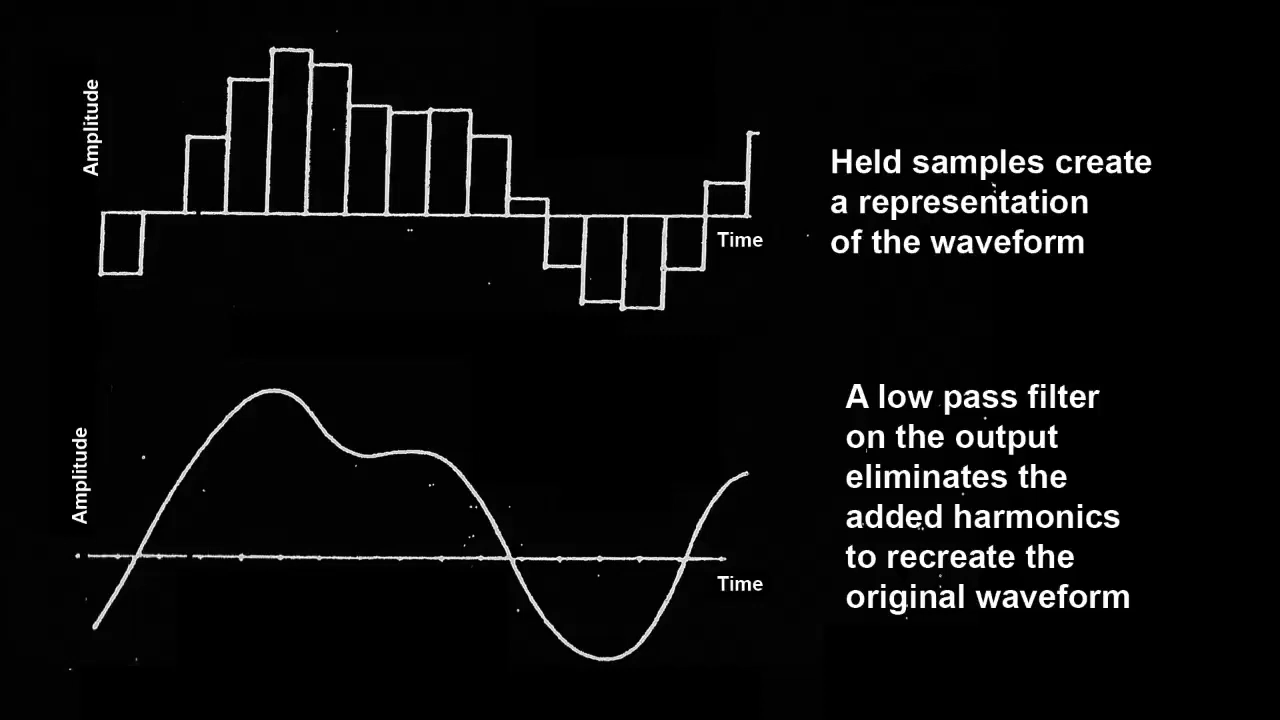 Amplitude
Time
Held samples create
a representation
of the waveform
Amplitude
Time
A low pass filter
on the output
eliminates the
added harmonics
to recreate the
original waveform